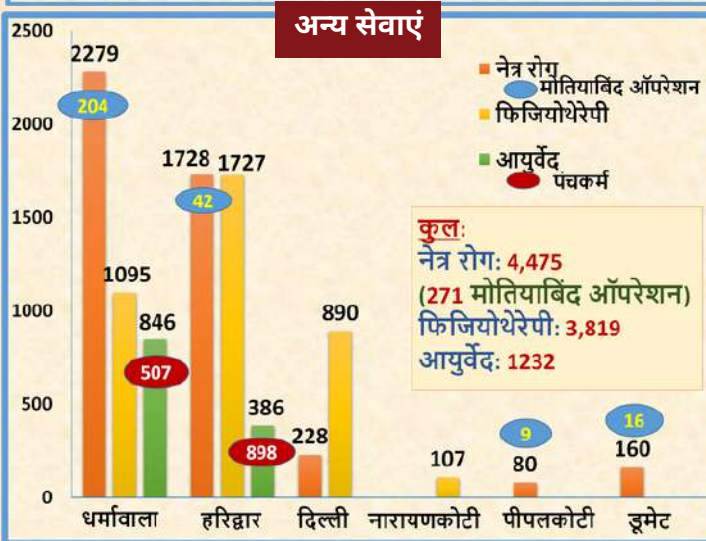 अन्य सेवाएं
2500
2000
1500
1000
500
0
2279
204
1095
846
507
1728
1727
42
386
898
228
890
107
80
9
160
16
धर्मावाला
हरिद्वार
दिल्ली
नारायणकोटी
पीपलकोटी
डूमेट
नेत्र रोग
मोतियाबिंद ऑपरेशन
फिजियोथेरेपी
आयुर्वेद
पंचकर्म
कुल:
नेत्र रोग: 4,475
(271 मोतियाबिंद ऑपरेशन)
फिजियोथेरेपी: 3,819
आयुर्वेद: 1232